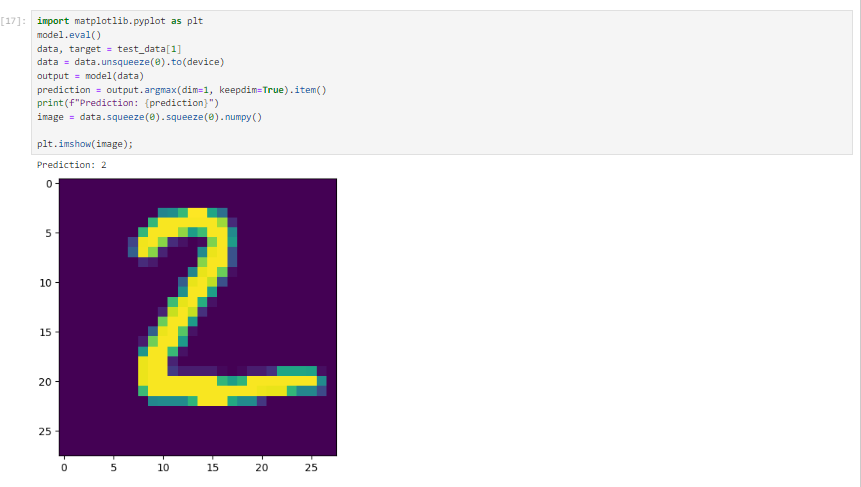 [17]:
import matplotlib.pyplot as plt
model.eval()
data, target = test_data[1]
data = data.unsqueeze(0).to(device)
output = model(data)
prediction = output.argmax(dim=1, keepdim=True).item()
print(f"Prediction: {prediction}")
image = data.squeeze(0).squeeze(0).numpy()
plt.imshow(image);
Prediction: 2
0
5
10
15
20
25
0 5 10 15 20 25